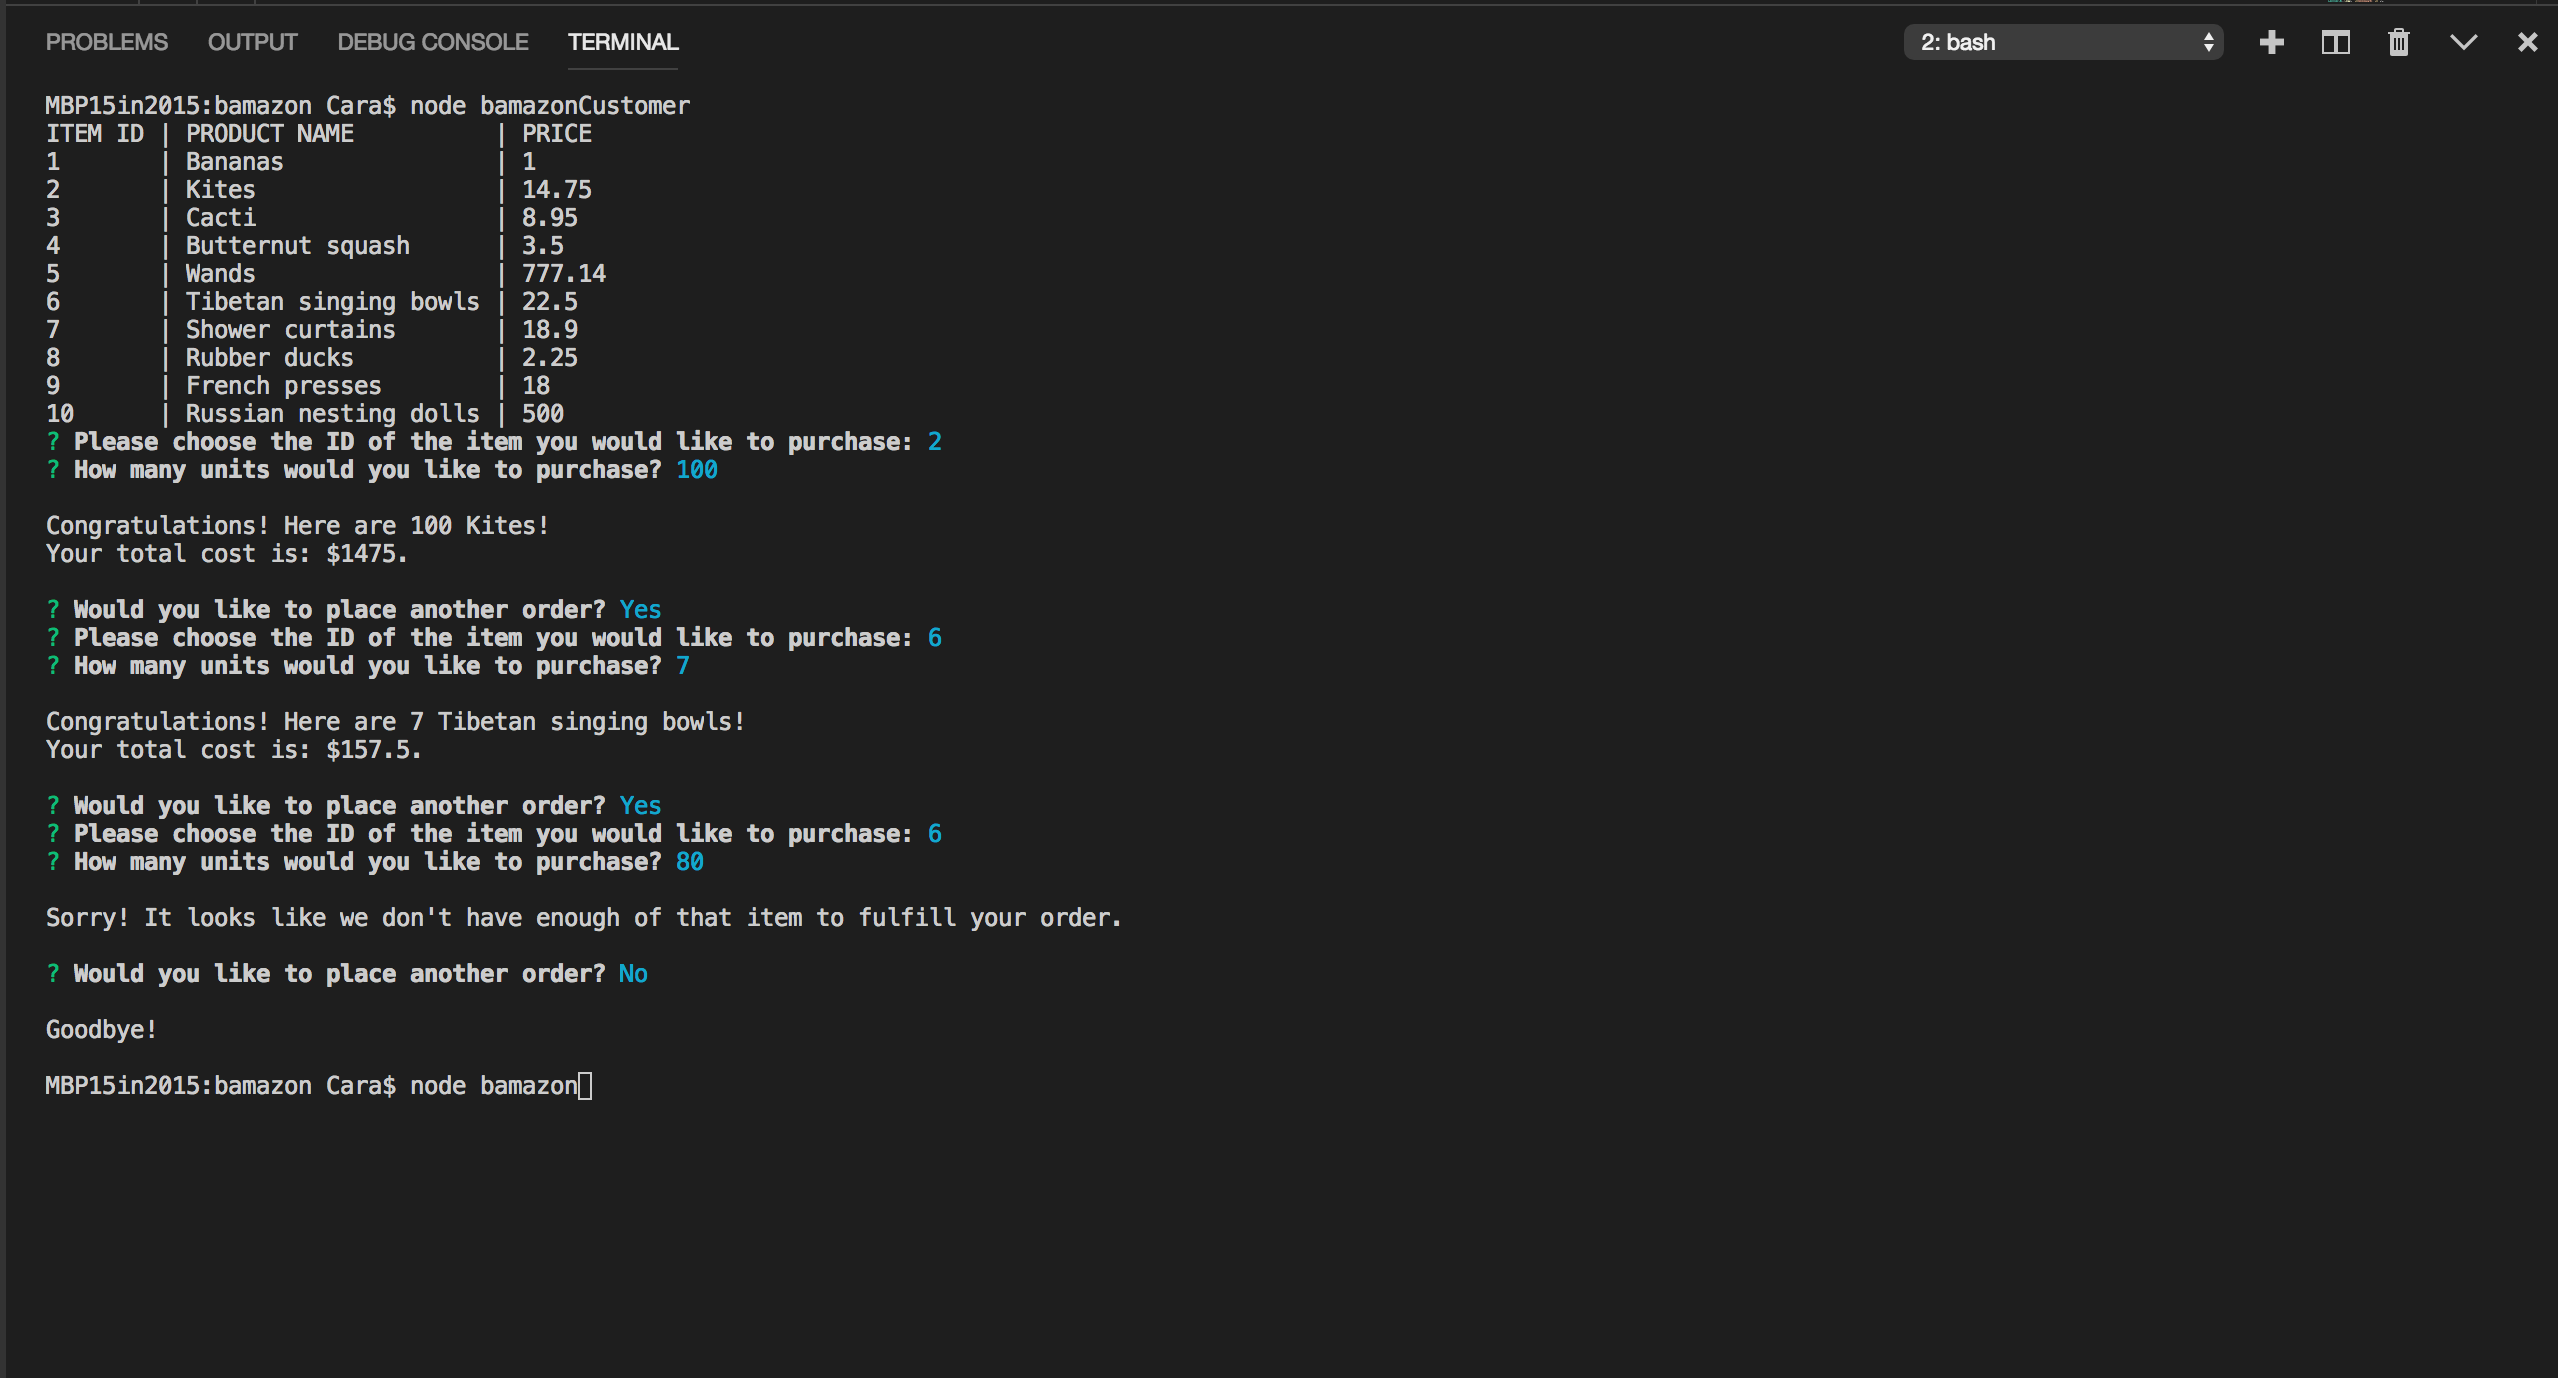 PROBLEMS OUTPUT DEBUG CONSOLE TERMINAL 2: bash
MBP15in2015:bamazon Cara$ node bamazonCustomer
ITEM ID | PRODUCT NAME          | PRICE
1       | Bananas               | 1
2       | Kites                 | 14.75
3       | Cacti                 | 8.95
4       | Butternut squash      | 3.5
5       | Wands                 | 777.14
6       | Tibetan singing bowls | 22.5
7       | Shower curtains       | 18.9
8       | Rubber ducks          | 2.25
9       | French presses        | 18
10      | Russian nesting dolls | 500
? Please choose the ID of the item you would like to purchase: 2
? How many units would you like to purchase? 100
Congratulations! Here are 100 Kites!
Your total cost is: $1475.
? Would you like to place another order? Yes
? Please choose the ID of the item you would like to purchase: 6
? How many units would you like to purchase? 7
Congratulations! Here are 7 Tibetan singing bowls!
Your total cost is: $157.5.
? Would you like to place another order? Yes
? Please choose the ID of the item you would like to purchase: 6
? How many units would you like to purchase? 80
Sorry! It looks like we don't have enough of that item to fulfill your order.
? Would you like to place another order? No
Goodbye!
MBP15in2015:bamazon Cara$ node bamazon